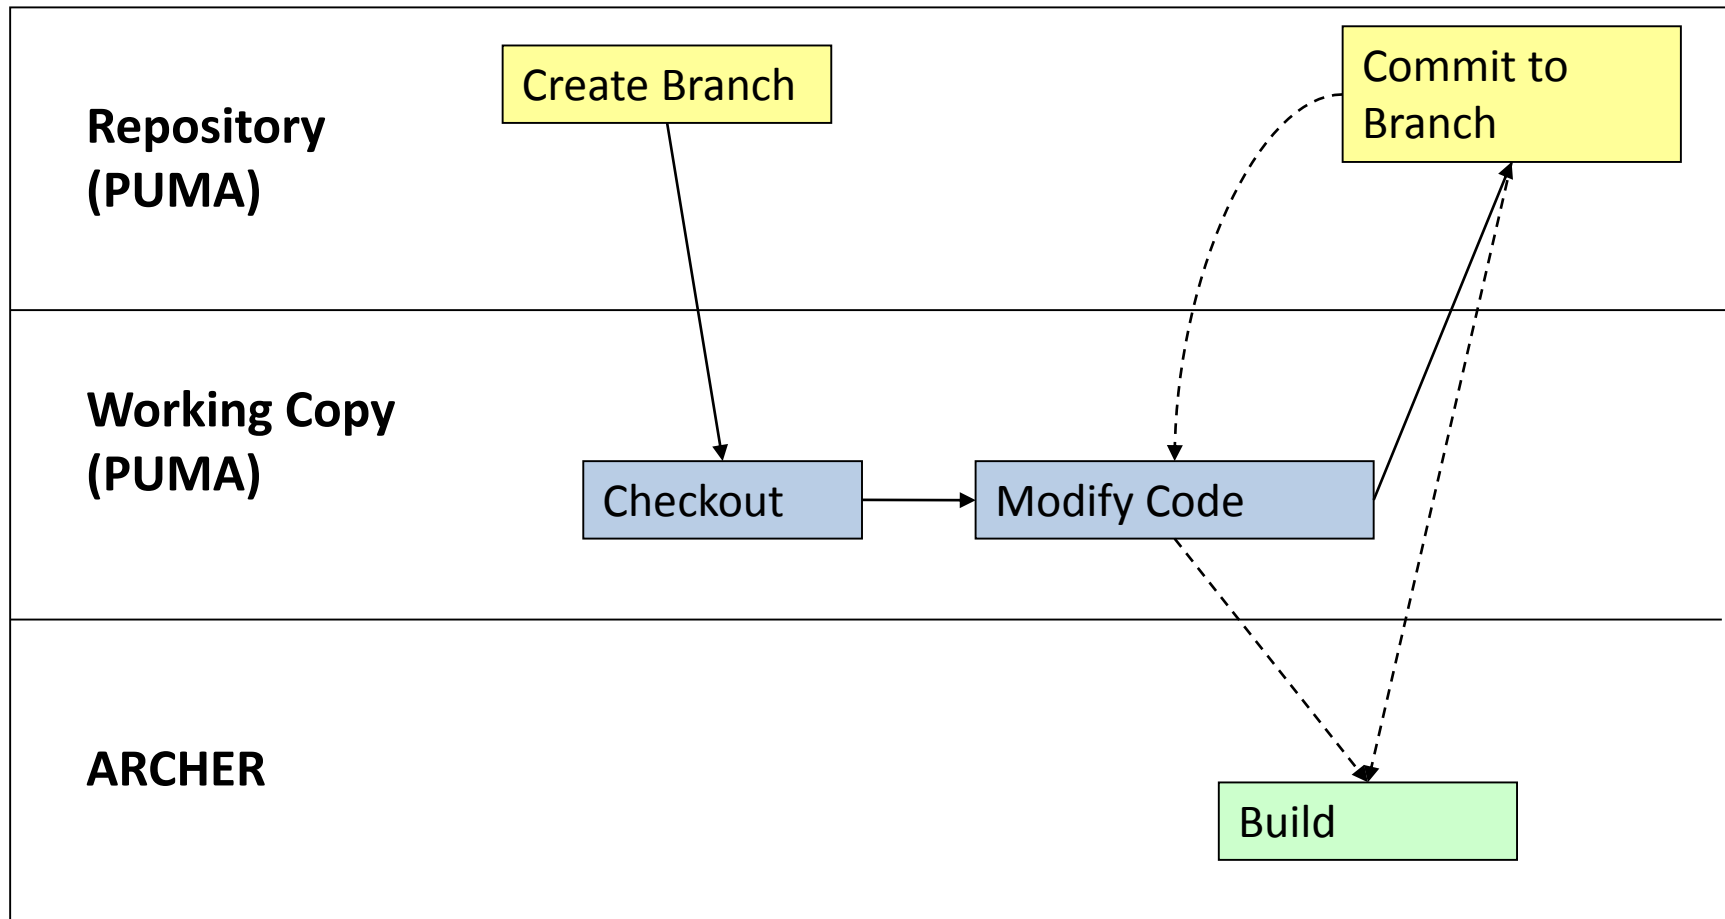 Repository
(PUMA)
Create Branch
Commit to
Branch
Working Copy
(PUMA)
Checkout
Modify Code
ARCHER
Build